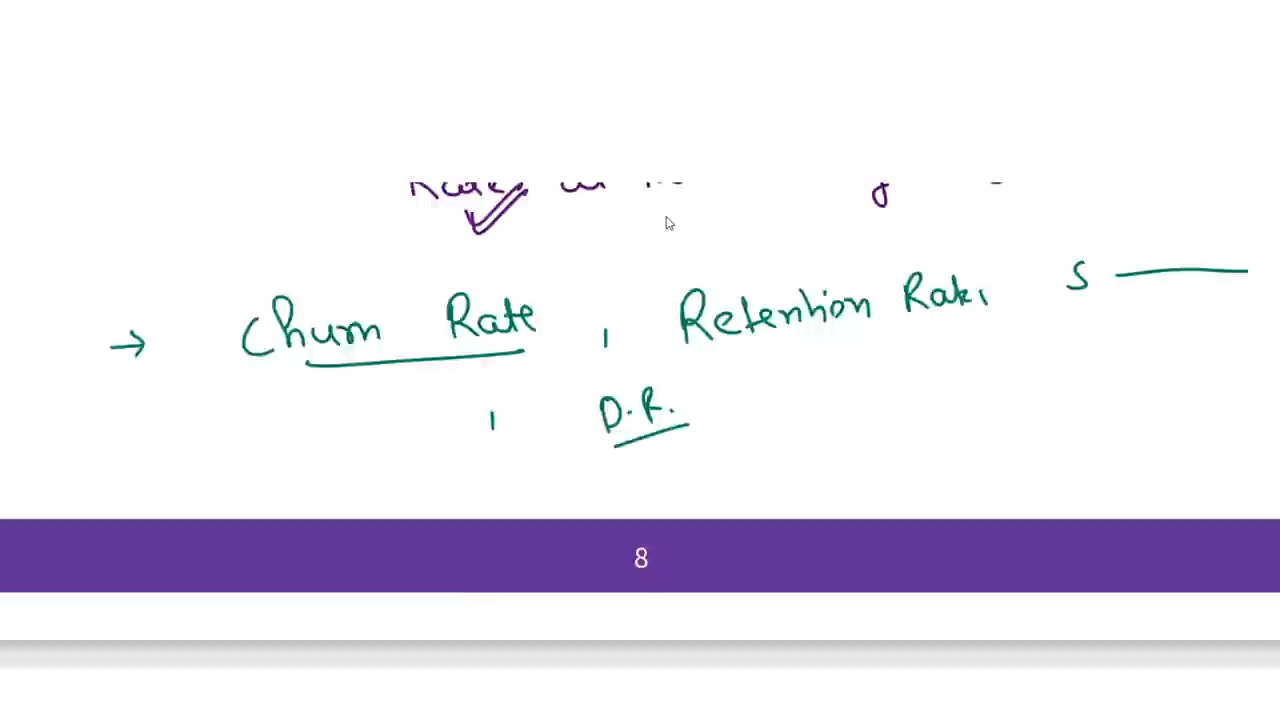 → Churn Rate, Retention Rate, S
, D.R.
8